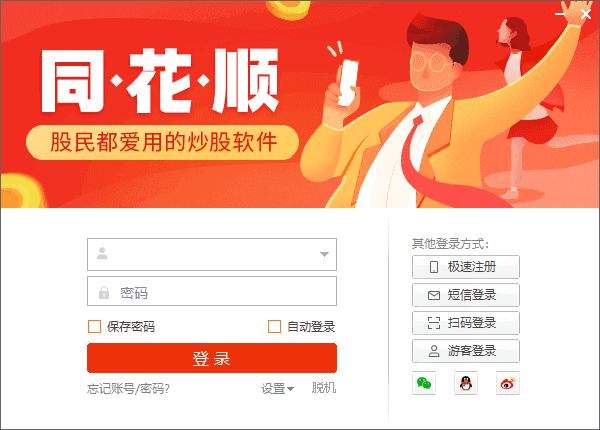 同·花·顺
股民都爱用的炒股软件
密码
保存密码 自动登录
登录
忘记账号/密码? 设置 脱机
其他登录方式:
极速注册
短信登录
扫码登录
游客登录